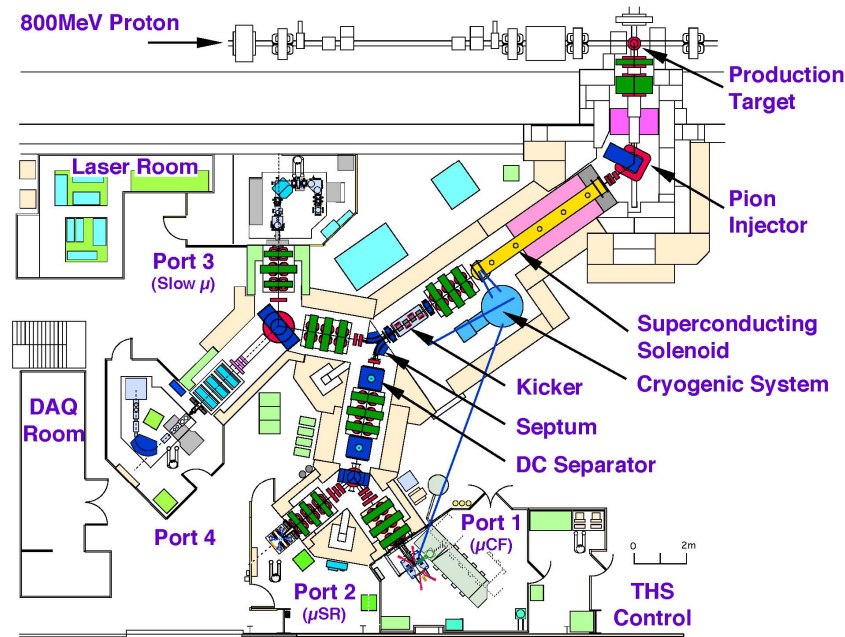 800MeV Proton
Production
Target
Laser Room
Pion
Injector
Port 3
(Slow μ)
Superconducting
Solenoid
Kicker
Cryogenic System
DAQ
Room
Septum
DC Separator
Port 4
Port 1
(μCF)
0 2m
Port 2
(μSR)
THS
Control